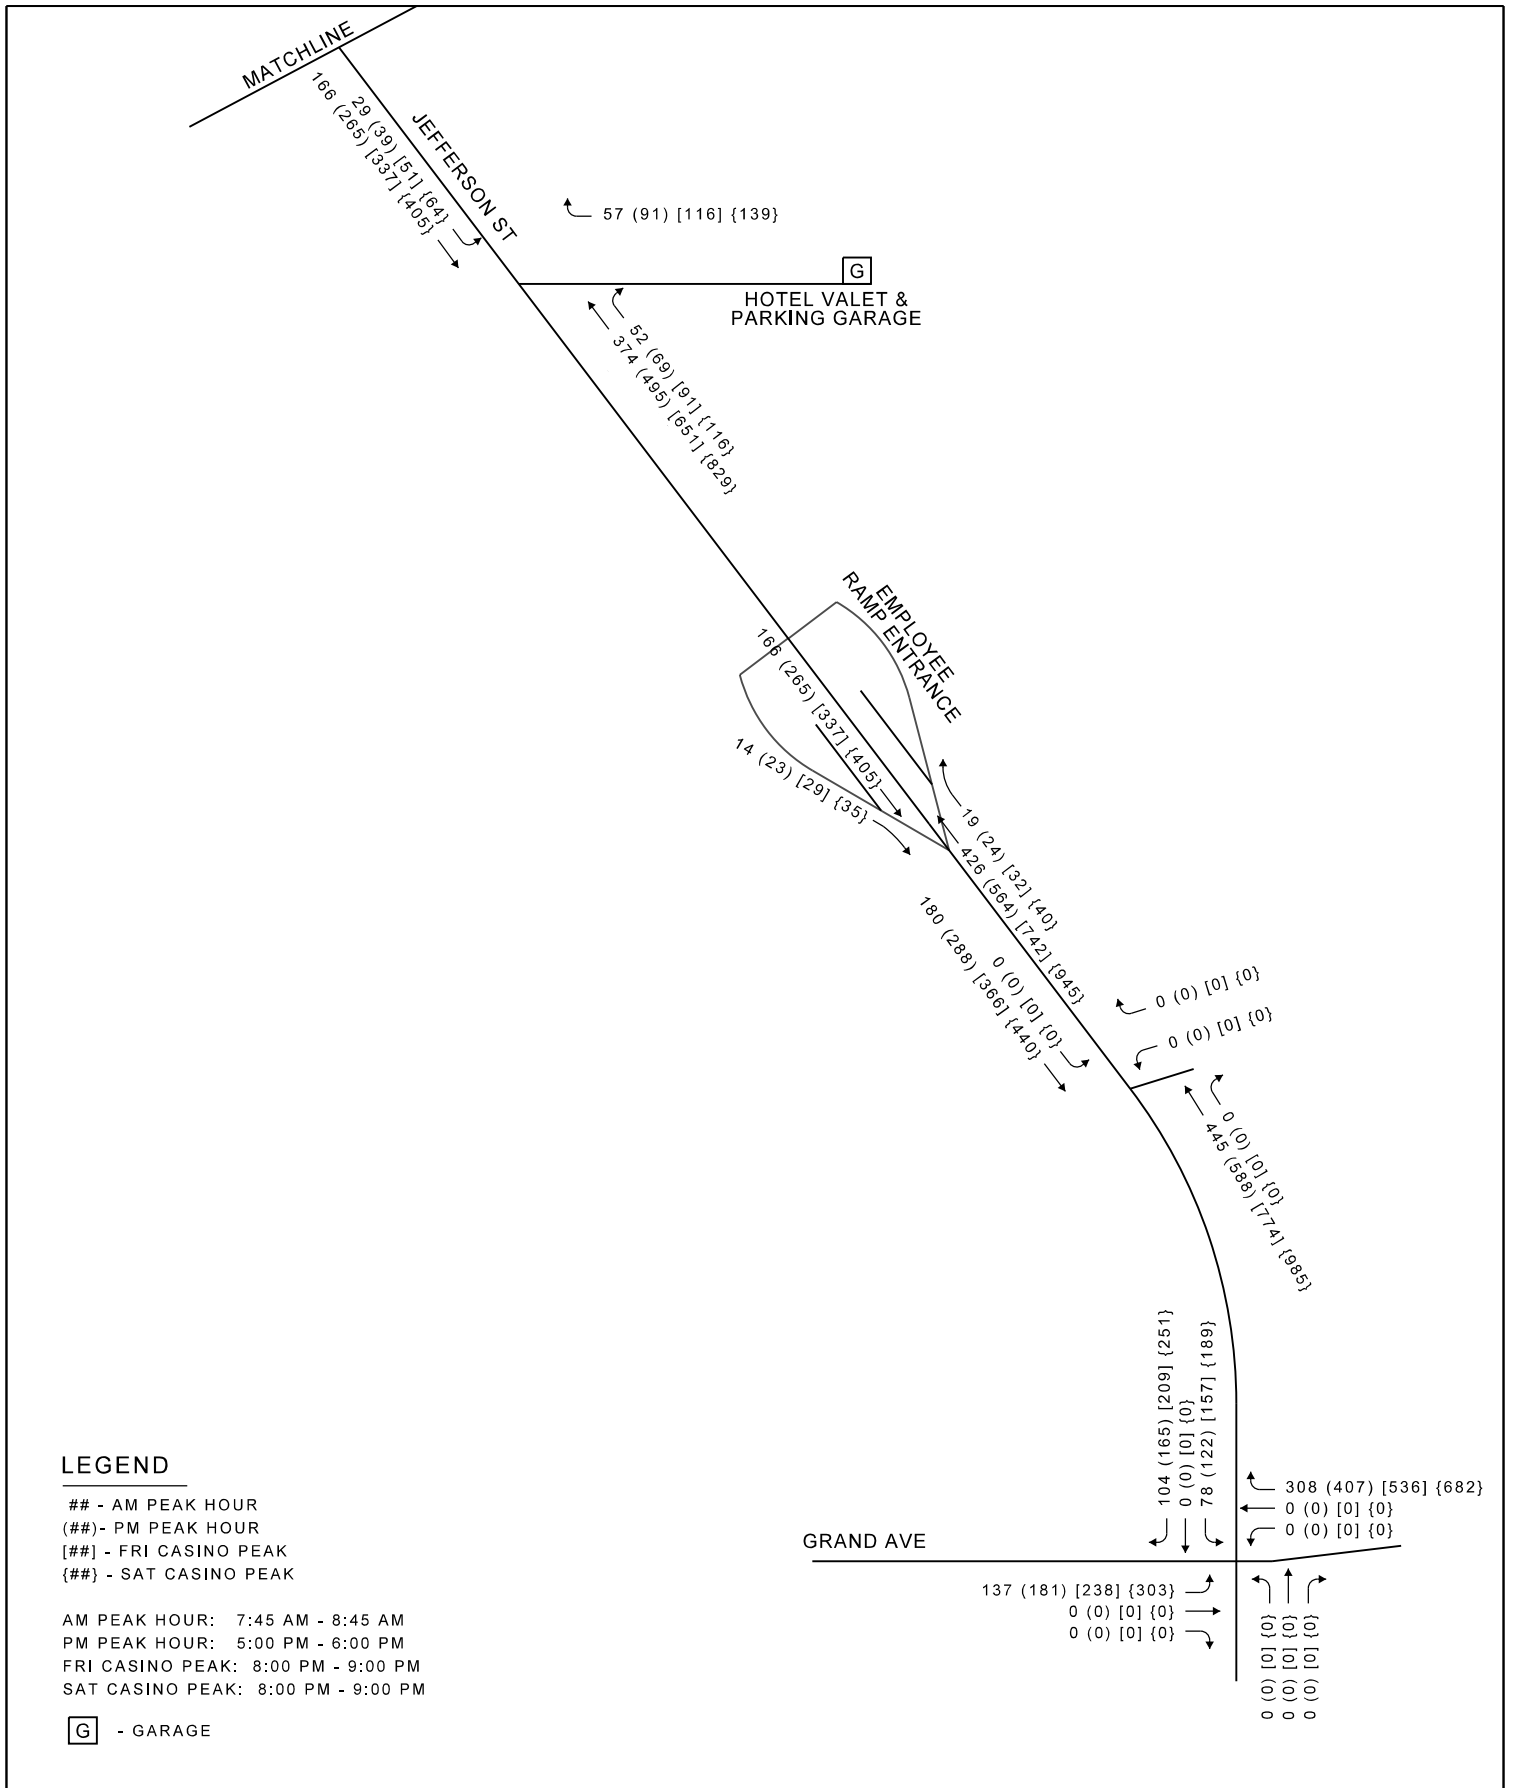 MATCHLINE
29 (39) [51] {64}
166 (265) [337] {405}
JEFFERSON ST
57 (91) [116] {139}
G
HOTEL VALET &
PARKING GARAGE
52 (69) [91] {116}
374 (495) [651] {829}
EMPLOYEE
RAMP ENTRANCE
166 (265) [337] {405}
14 (23) [29] {35}
19 (24) [32] {40}
426 (564) [742] {945}
0 (0) [0] {0}
180 (288) [366] {440}
0 (0) [0] {0}
0 (0) [0] {0}
0 (0) [0] {0}
445 (588) [774] {985}
104 (165) [209] {251}
0 (0) [0] {0}
78 (122) [157] {189}
308 (407) [536] {682}
0 (0) [0] {0}
0 (0) [0] {0}
GRAND AVE
137 (181) [238] {303}
0 (0) [0] {0}
0 (0) [0] {0}
0 (0) [0] {0}
0 (0) [0] {0}
0 (0) [0] {0}
LEGEND
## - AM PEAK HOUR
(##)- PM PEAK HOUR
[##] - FRI CASINO PEAK
{##} - SAT CASINO PEAK
AM PEAK HOUR: 7:45 AM - 8:45 AM
PM PEAK HOUR: 5:00 PM - 6:00 PM
FRI CASINO PEAK: 8:00 PM - 9:00 PM
SAT CASINO PEAK: 8:00 PM - 9:00 PM
G - GARAGE